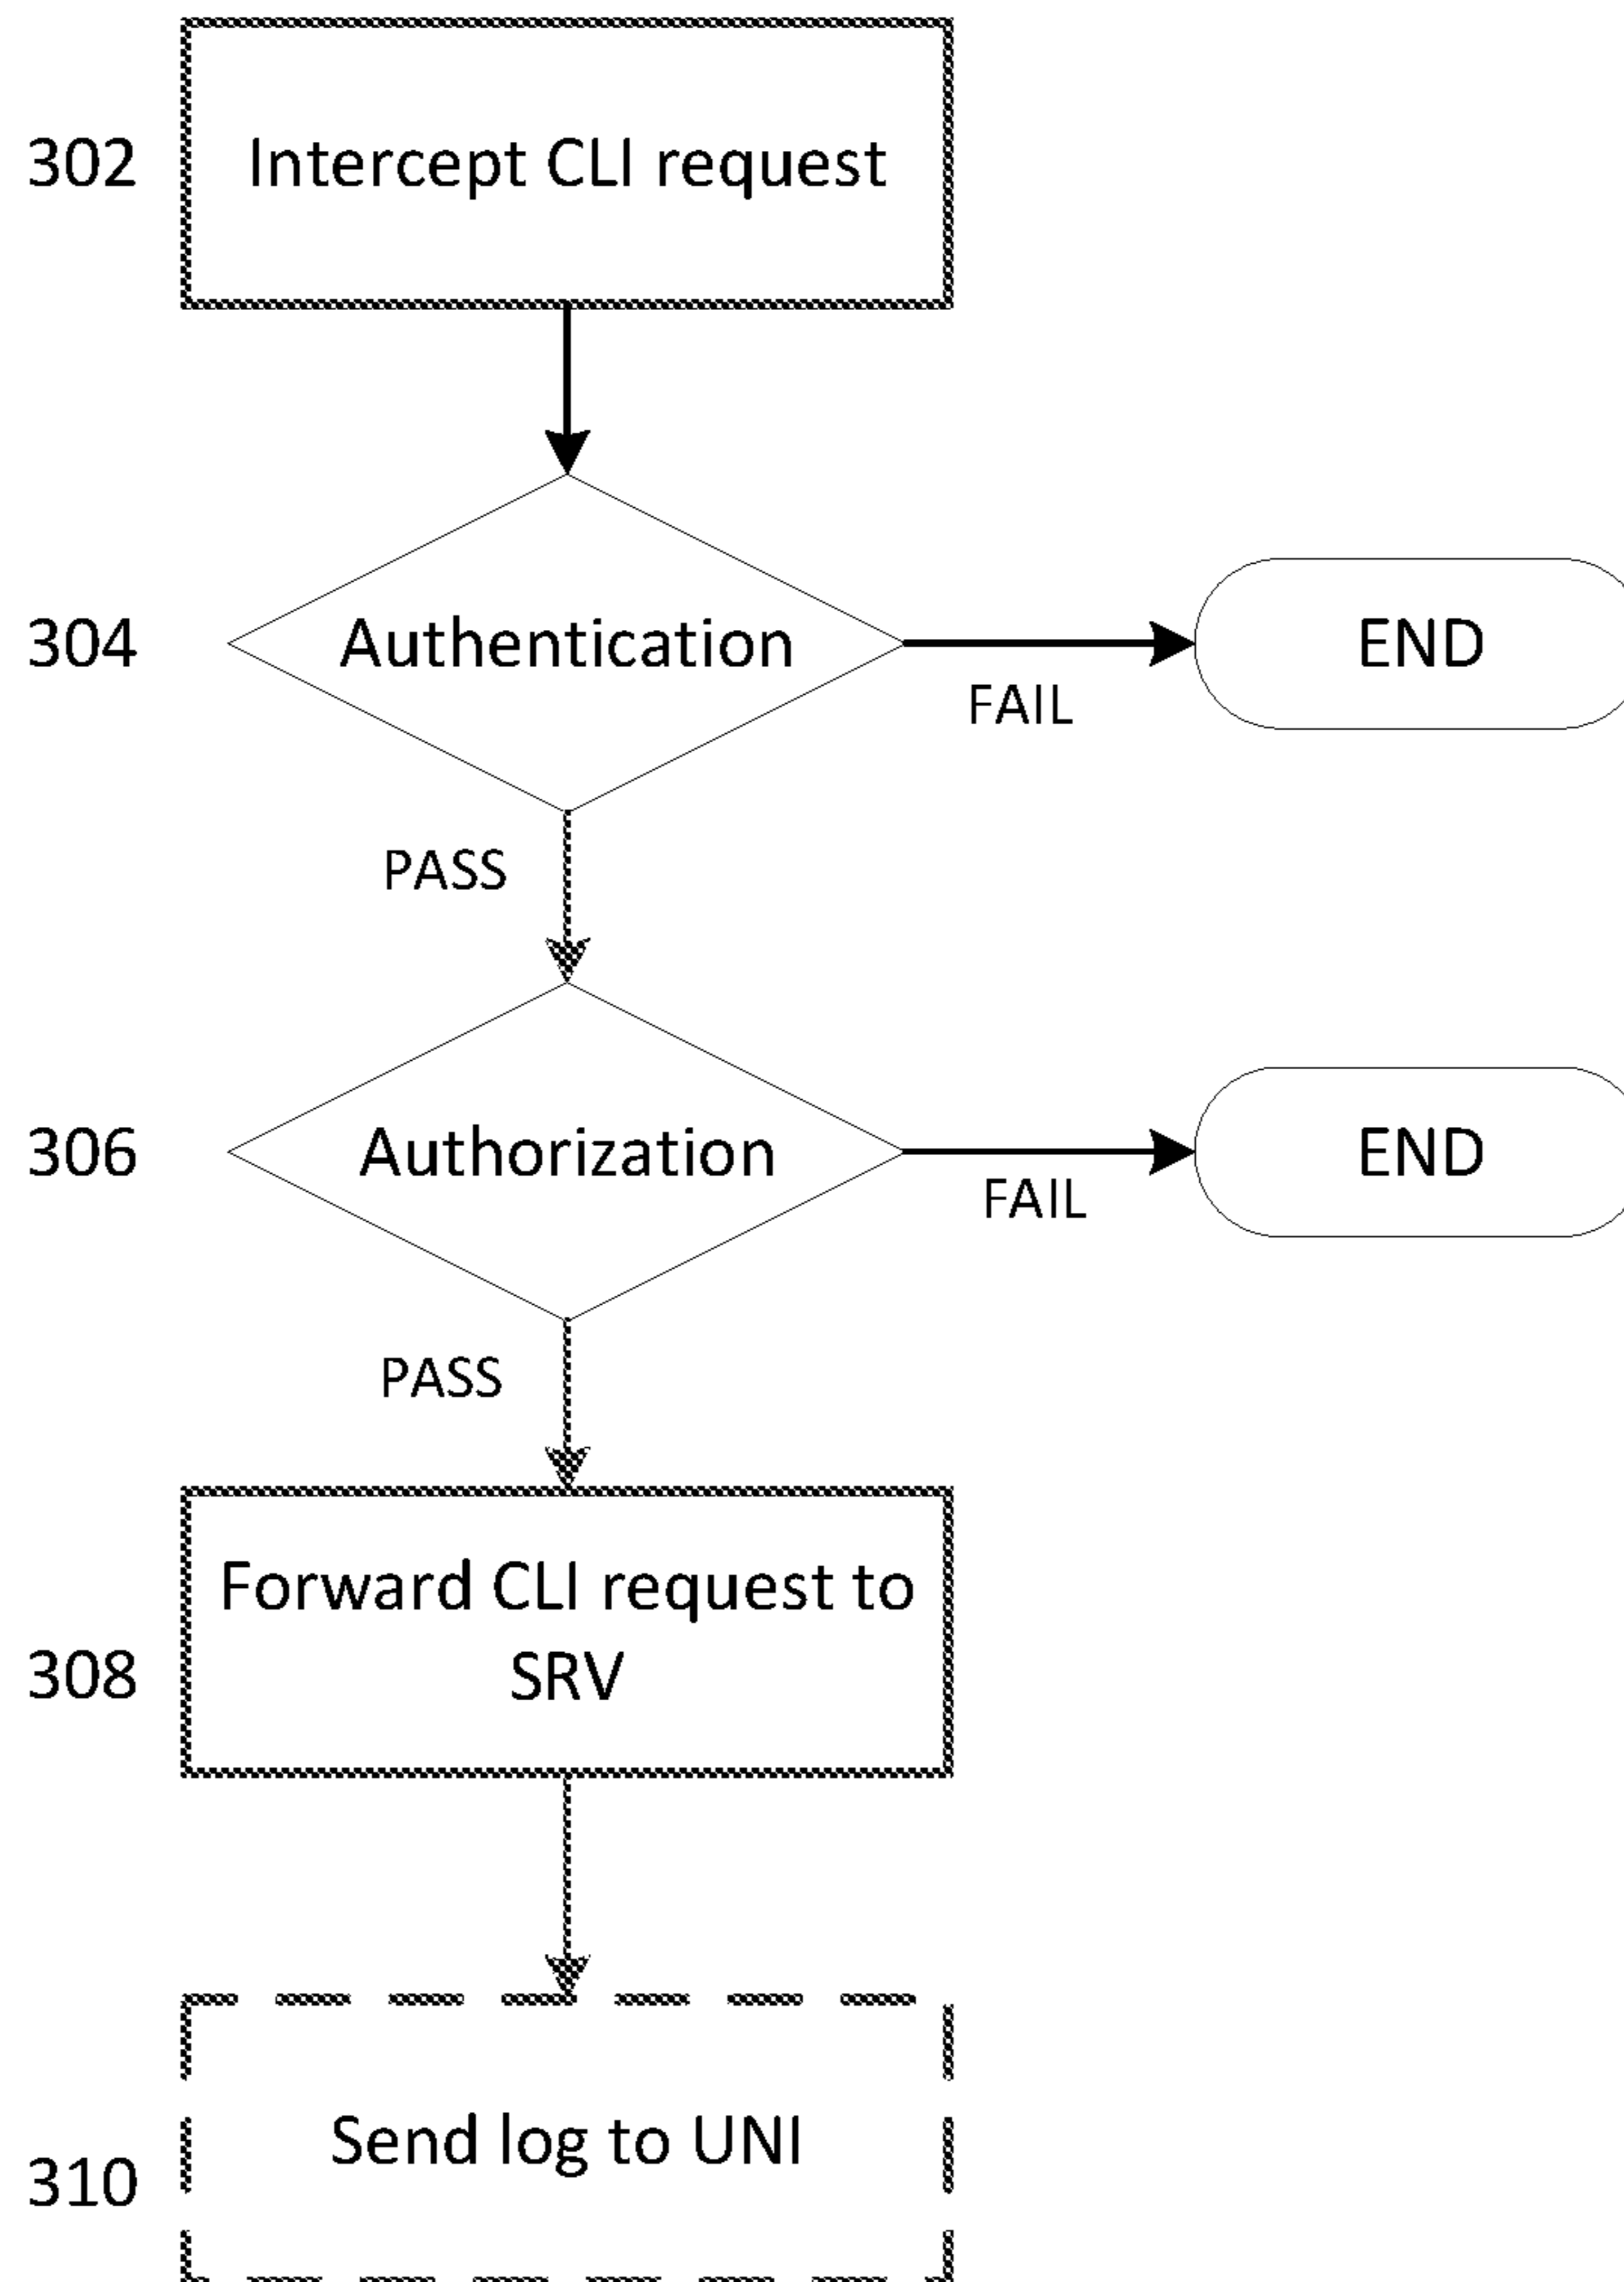 302
Intercept CLI request
304
Authentication
END
FAIL
PASS
306
Authorization
END
FAIL
PASS
Forward CLI request to
308
SRV
Send log to UNI
310